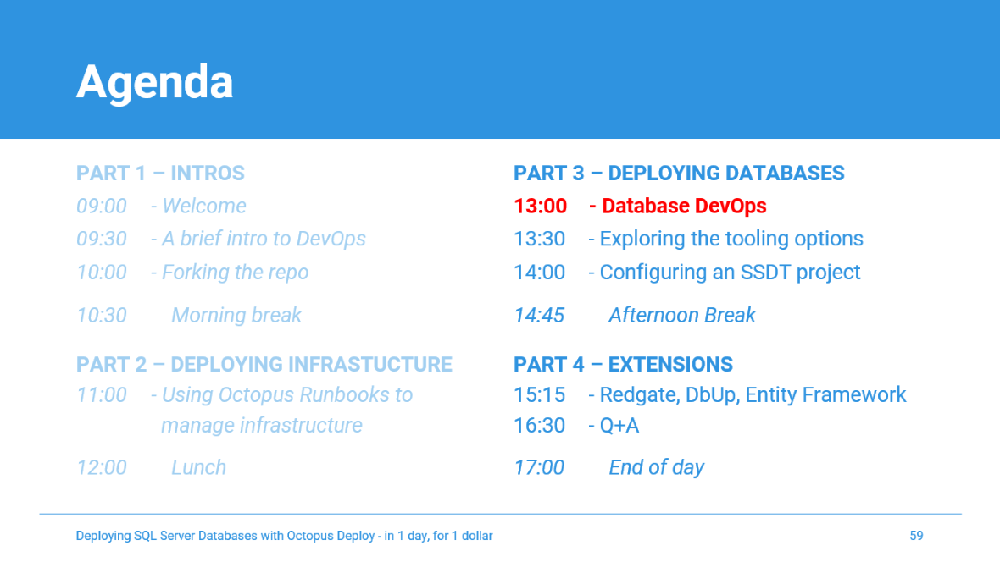 Agenda
PART 1 – INTROS
09:00 - Welcome
09:30 - A brief intro to DevOps
10:00 - Forking the repo
10:30 Morning break
PART 2 – DEPLOYING INFRASTUCTURE
11:00 - Using Octopus Runbooks to
manage infrastructure
12:00 Lunch
PART 3 – DEPLOYING DATABASES
13:00 - Database DevOps
13:30 - Exploring the tooling options
14:00 - Configuring an SSDT project
14:45 Afternoon Break
PART 4 – EXTENSIONS
15:15 - Redgate, DbUp, Entity Framework
16:30 - Q+A
17:00 End of day
Deploying SQL Server Databases with Octopus Deploy - in 1 day, for 1 dollar
59